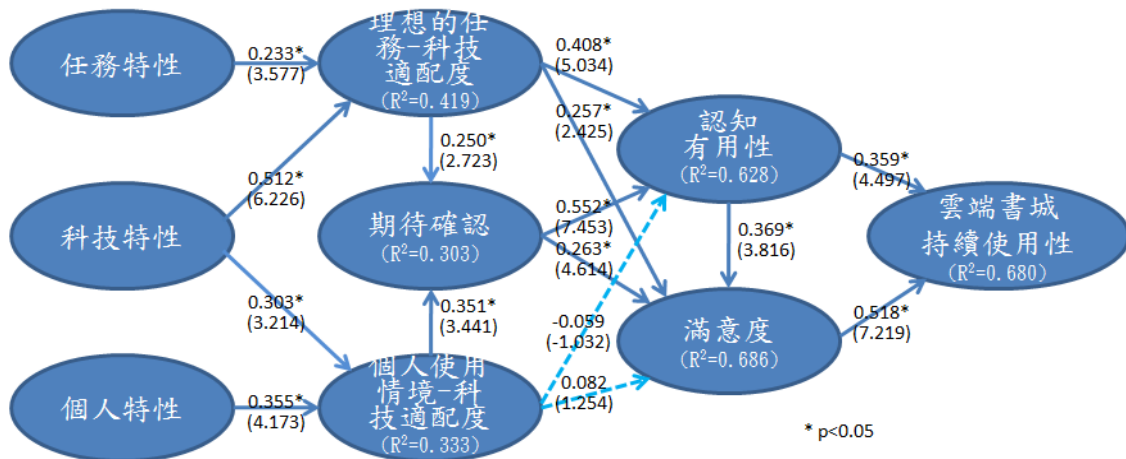 任務特性
0.233*
(3.577)
理想的任
務-科技
適配度
(R²=0.419)
0.408*
(5.034)
0.257*
(2.425)
認知
有用性
(R²=0.628)
0.250*
(2.723)
0.512*
(6.226)
0.359*
(4.497)
科技特性
期待確認
(R²=0.303)
0.552*
(7.453)
0.263*
(4.614)
0.369*
(3.816)
雲端書城
持續使用性
(R²=0.680)
0.303*
(3.214)
0.351*
(3.441)
-0.059
(-1.032)
滿意度
(R²=0.686)
0.518*
(7.219)
個人特性
0.355*
(4.173)
個人使用
情境-科
技適配度
(R²=0.333)
0.082
(1.254)
* p<0.05